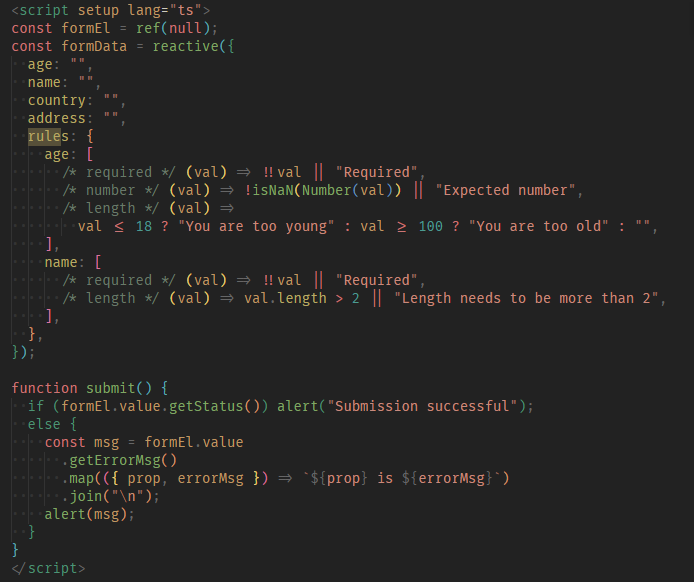 <script setup lang="ts">
const formEl = ref(null);
const formData = reactive({
  age: "",
  name: "",
  country: "",
  address: "",
  rules: {
    age: [
      /* required */ (val) => !!val || "Required",
      /* number */ (val) => !isNaN(Number(val)) || "Expected number",
      /* length */ (val) =>
        val <= 18 ? "You are too young" : val >= 100 ? "You are too old" : "",
    ],
    name: [
      /* required */ (val) => !!val || "Required",
      /* length */ (val) => val.length > 2 || "Length needs to be more than 2",
    ],
  },
});

function submit() {
  if (formEl.value.getStatus()) alert("Submission successful");
  else {
    const msg = formEl.value
      .getErrorMsg()
      .map(({ prop, errorMsg }) => `${prop} is ${errorMsg}`)
      .join("\n");
    alert(msg);
  }
}
</script>